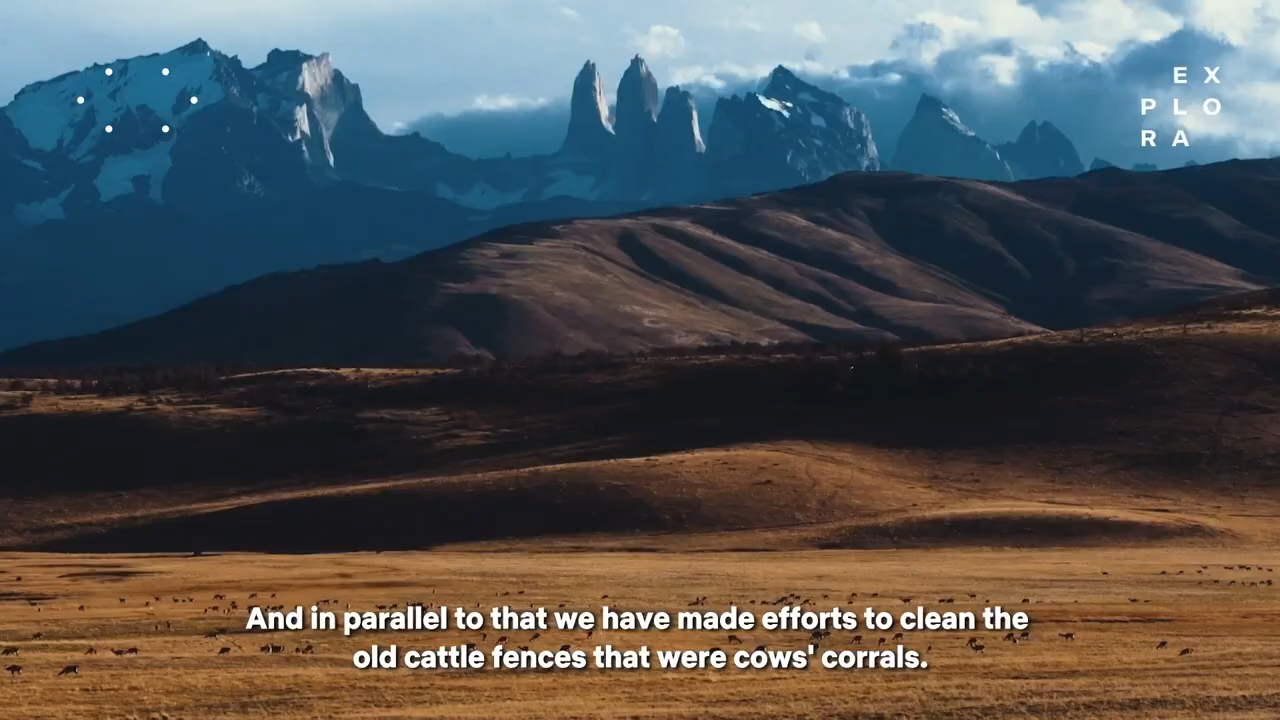 EX
PLO
RA
And in parallel to that we have made efforts to clean the
old cattle fences that were cows' corrals.